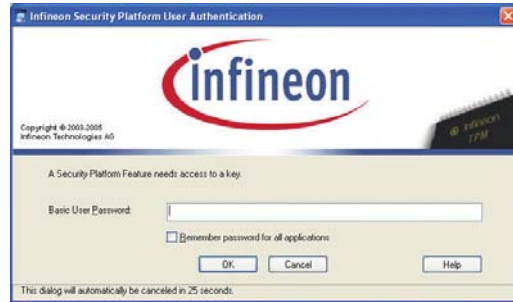 Infineon Security Platform User Authentication
infineon
Copyright © 2003-2005
Infineon Technologies AG
infineon
TPM
A Security Platform Feature needs access to a key.
Basic User Password:
Remember password for all applications
OK Cancel Help
This dialog will automatically be canceled in 25 seconds.